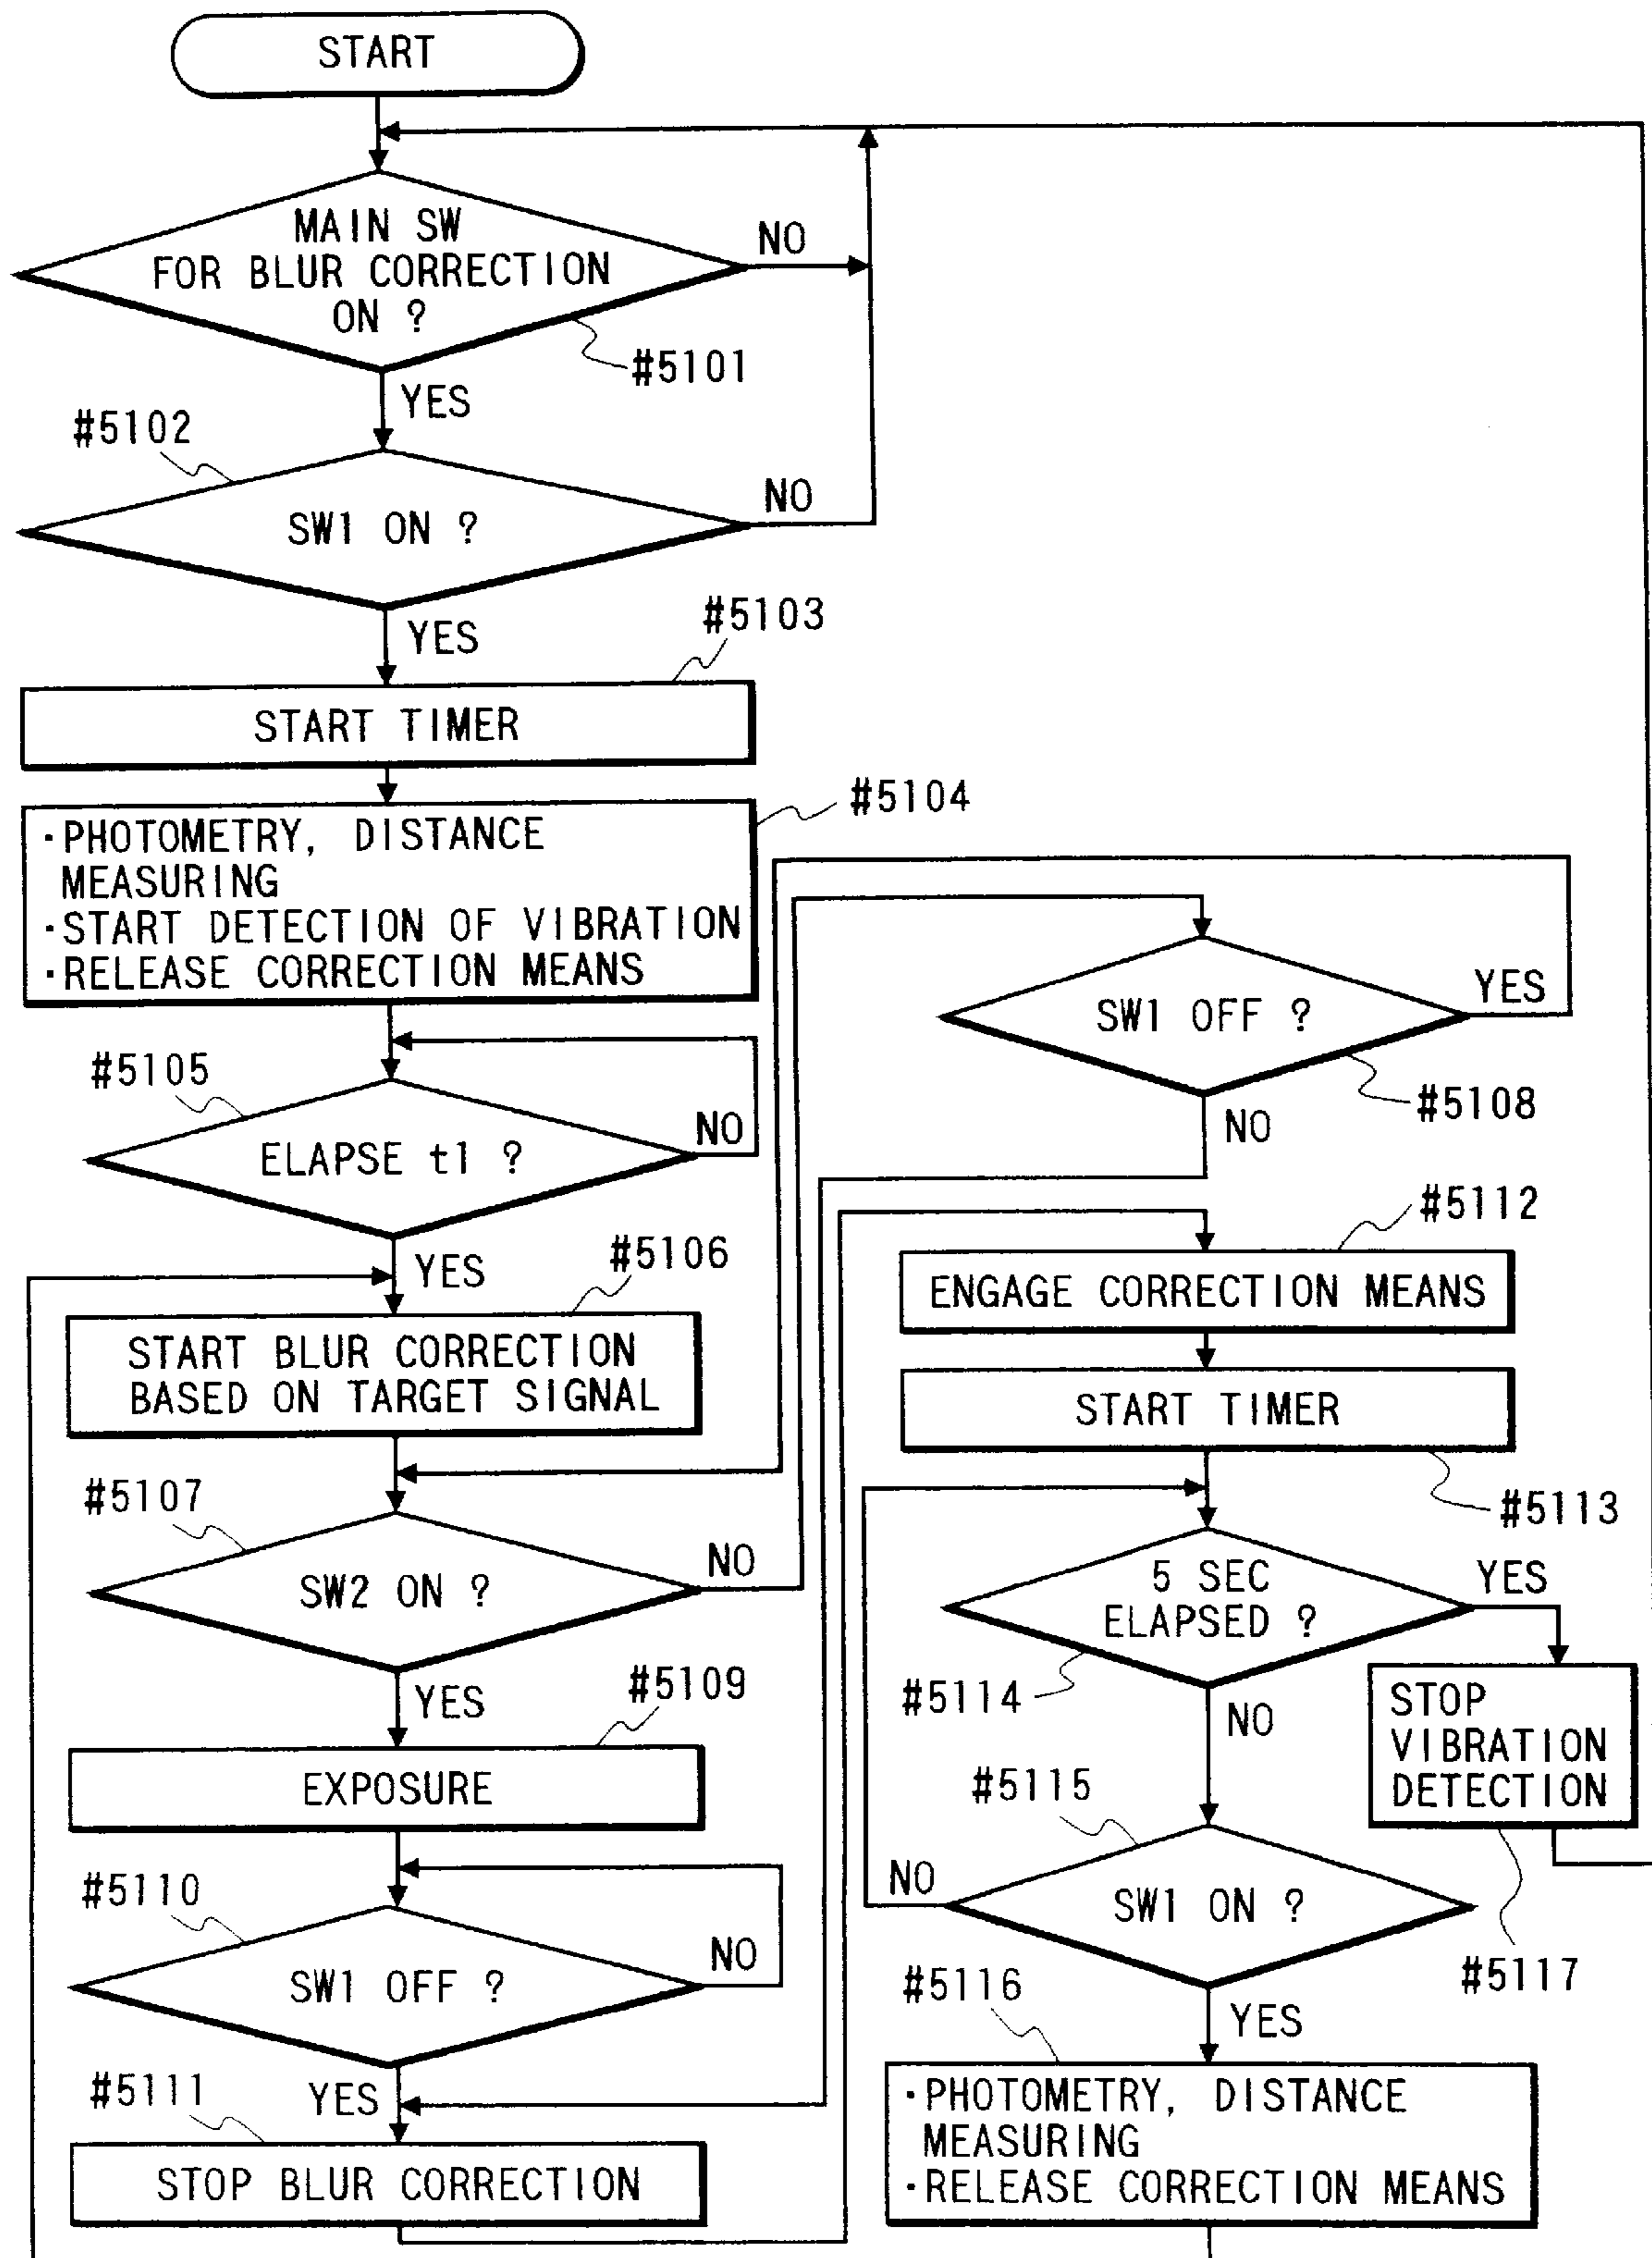 START
MAIN SW
FOR BLUR CORRECTION
ON ?
NO
#5101
YES
#5102
SW1 ON ?
NO
YES
#5103
START TIMER
#5104
·PHOTOMETRY, DISTANCE
MEASURING
·START DETECTION OF VIBRATION
·RELEASE CORRECTION MEANS
#5105
ELAPSE t1 ?
NO
YES
#5106
START BLUR CORRECTION
BASED ON TARGET SIGNAL
#5107
SW2 ON ?
NO
YES
#5109
EXPOSURE
#5110
SW1 OFF ?
NO
YES
#5111
STOP BLUR CORRECTION
SW1 OFF ?
YES
#5108
NO
#5112
ENGAGE CORRECTION MEANS
START TIMER
#5113
5 SEC
ELAPSED ?
YES
#5114
NO
STOP
VIBRATION
DETECTION
#5115
NO
SW1 ON ?
#5117
#5116
YES
·PHOTOMETRY, DISTANCE
MEASURING
·RELEASE CORRECTION MEANS